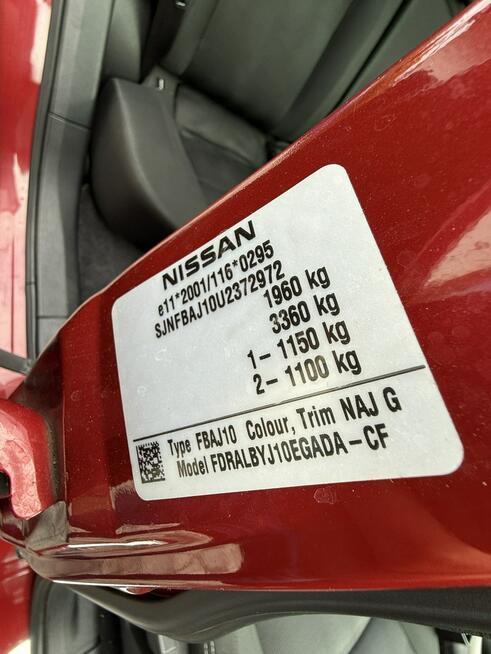 NISSAN
e11*2001/116*0295
SJNFBAJ10U2372972
1960 kg
3360 kg
1- 1150 kg
2- 1100 kg
Type FBAJ10 Colour, Trim NAJ G
Model FDRALBYJ10EGADA-CF